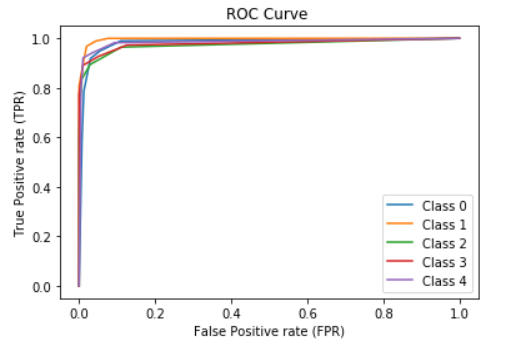 ROC Curve
True Positive rate (TPR)
1.0
0.8
0.6
0.4
0.2
0.0
Class 0
Class 1
Class 2
Class 3
Class 4
0.0 0.2 0.4 0.6 0.8 1.0
False Positive rate (FPR)